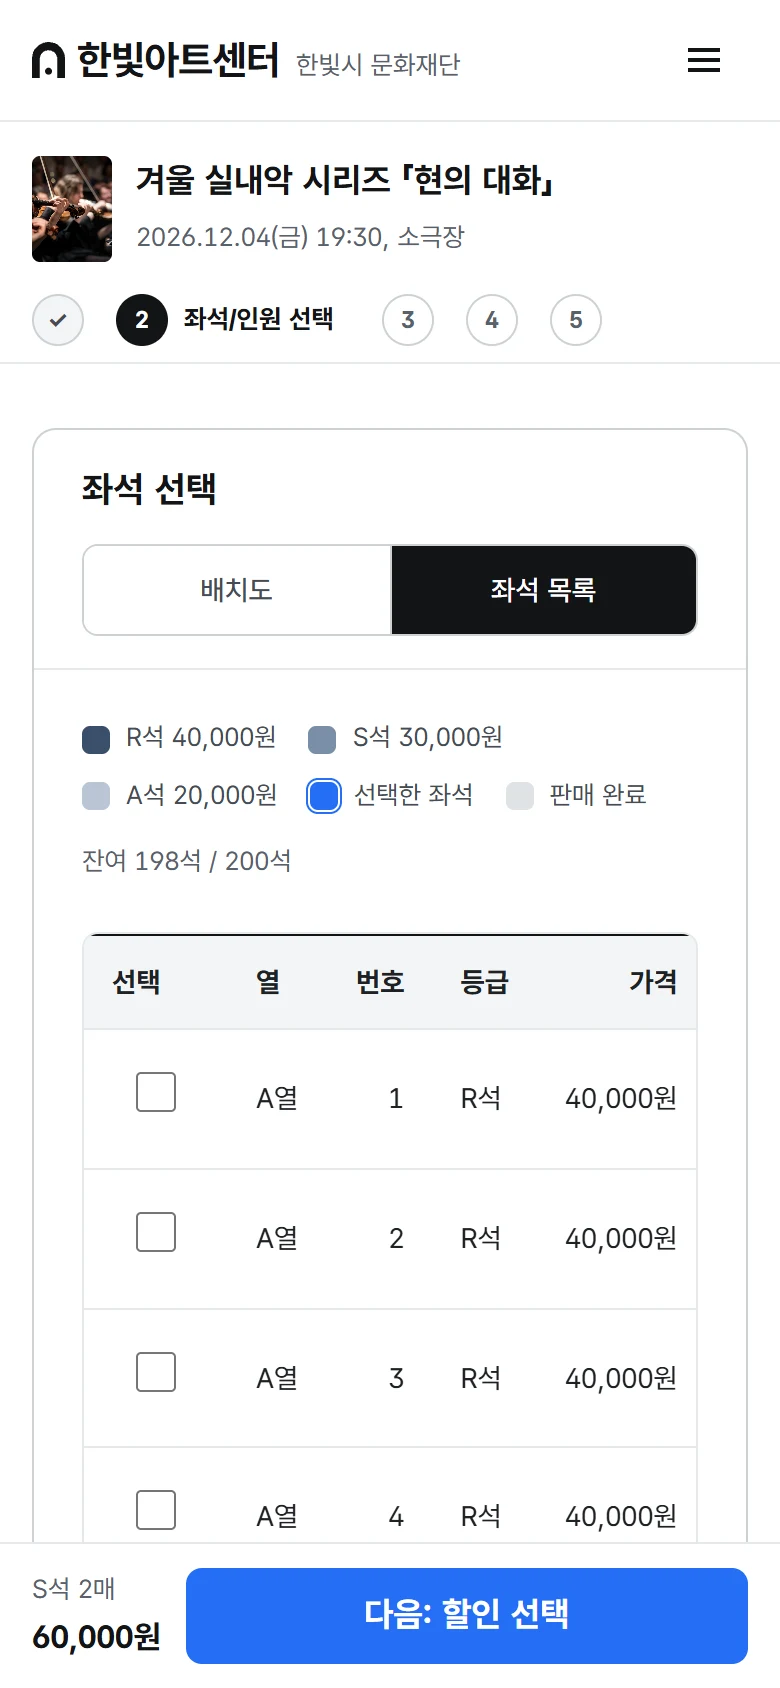 한빛아트센터 한빛시 문화재단
겨울 실내악 시리즈 「현의 대화」
2026.12.04(금) 19:30, 소극장
2 좌석/인원 선택 3 4 5
좌석 선택
배치도 좌석 목록
R석 40,000원 S석 30,000원
A석 20,000원 선택한 좌석 판매 완료
잔여 198석 / 200석
선택 열 번호 등급 가격
A열 1 R석 40,000원
A열 2 R석 40,000원
A열 3 R석 40,000원
A열 4 R석 40,000원
S석 2매
60,000원
다음: 할인 선택